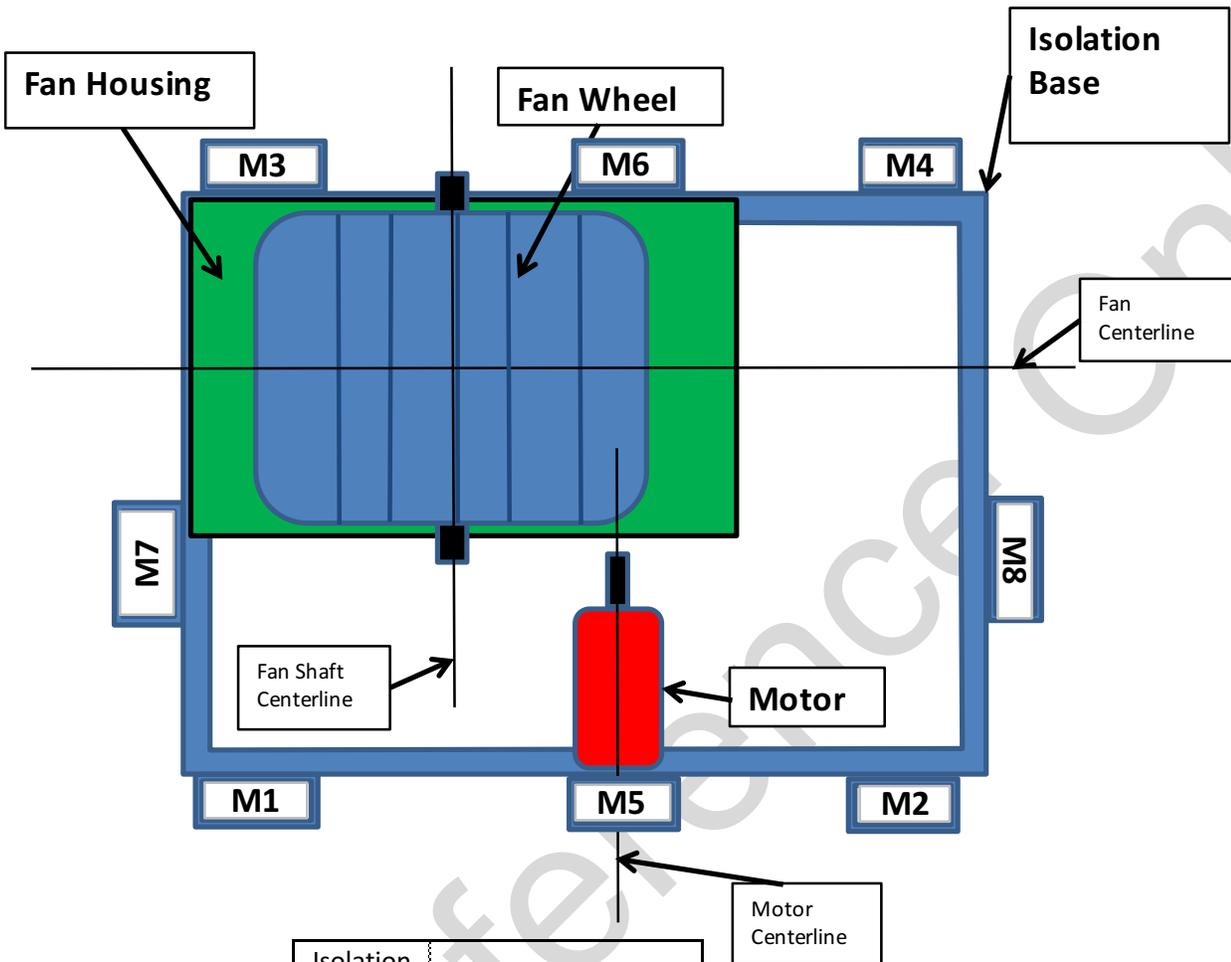 Isolation
Base
Fan Housing
Fan Wheel
M3
M6
M4
Fan
Centerline
M7
M8
Fan Shaft
Centerline
Motor
M1
M5
M2
Motor
Centerline
Isolation